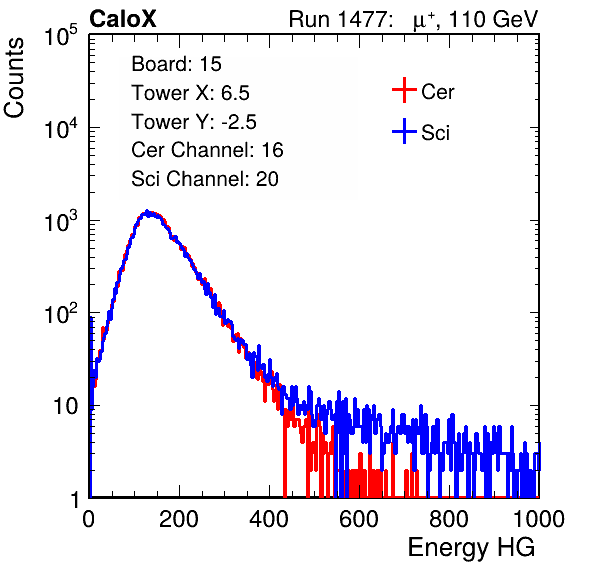 CaloX Run 1477: μ⁺, 110 GeV
Counts
10⁵
10⁴
10³
10²
10
1
Board: 15
Tower X: 6.5
Tower Y: -2.5
Cer Channel: 16
Sci Channel: 20
Cer
Sci
0 200 400 600 800 1000
Energy HG